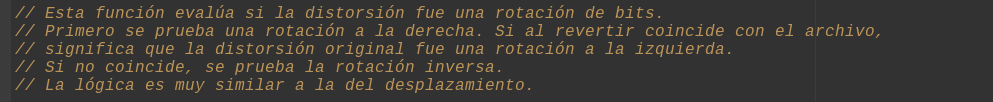 // Esta función evalúa si la distorsión fue una rotación de bits.
// Primero se prueba una rotación a la derecha. Si al revertir coincide con el archivo,
// significa que la distorsión original fue una rotación a la izquierda.
// Si no coincide, se prueba la rotación inversa.
// La lógica es muy similar a la del desplazamiento.